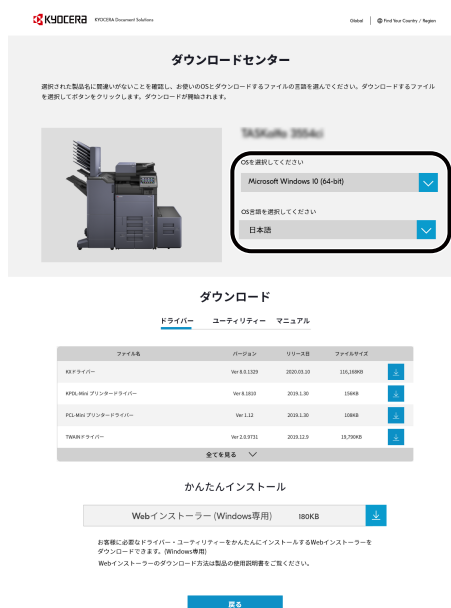 KYOCERA KYOCERA Document Solutions Global Find Your Country / Region
ダウンロードセンター
選択された製品名に間違いがないことを確認し、お使いのOSとダウンロードするファイルの言語を選んでください。ダウンロードするファイル
を選択してボタンをクリックします。ダウンロードが開始されます。
OSを選択してください
Microsoft Windows 10 (64-bit)
OS言語を選択してください
日本語
ダウンロード
ドライバー ユーティリティー マニュアル
ファイル名 バージョン リリース日 ファイルサイズ
KXドライバー Ver 8.0.1329 2020.03.10 116,168KB
KPDL-Mini プリンタードライバー Ver 8.1810 2019.1.30 156KB
PCL-Mini プリンタードライバー Ver 1.12 2019.1.30 108KB
TWAINドライバー Ver 2.0.9731 2019.12.9 19,790KB
全てを見る
かんたんインストール
Webインストーラー (Windows専用) 180KB
お客様に必要なドライバー・ユーティリティーをかんたんにインストールするWebインストーラーを
ダウンロードできます。(Windows専用)
Webインストーラーのダウンロード方法は製品の使用説明書をご覧ください。
戻る